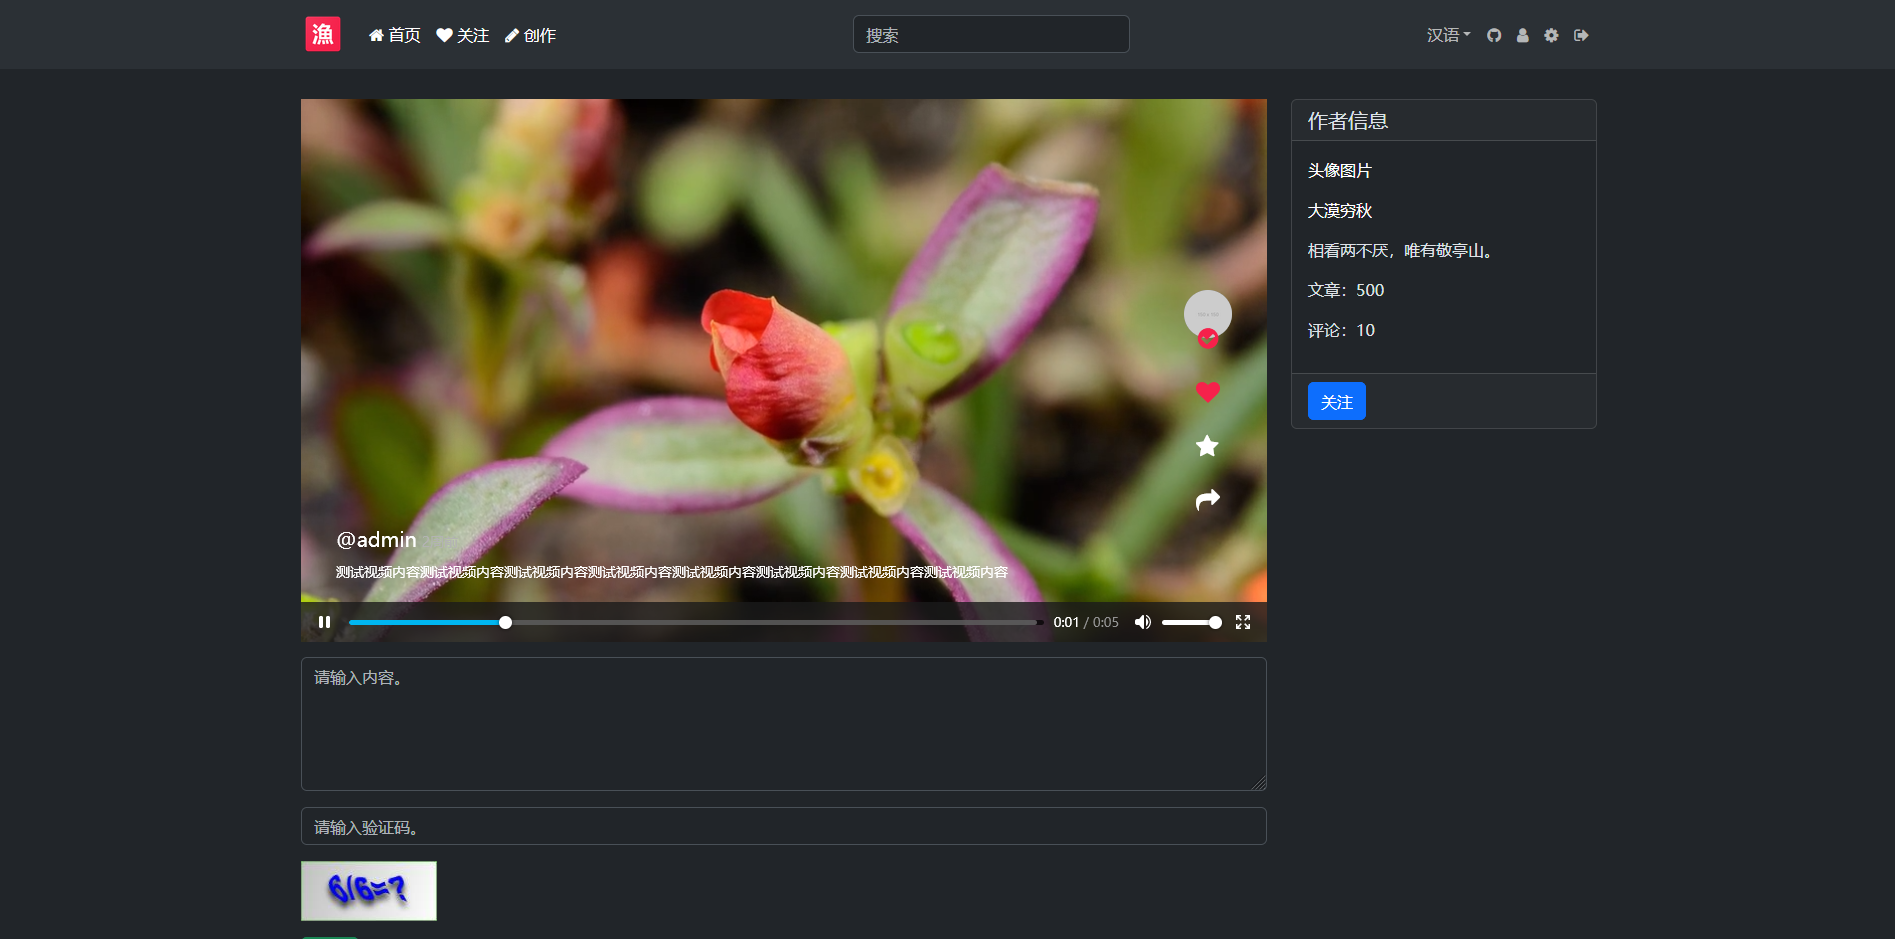 漁 首页 关注 创作 搜索 汉语
作者信息
头像图片
大漠穷秋
相看两不厌，唯有敬亭山。
文章：500
评论：10
关注
@admin
测试视频内容测试视频内容测试视频内容测试视频内容测试视频内容测试视频内容测试视频内容测试视频内容
0:01 / 0:05
请输入内容。
请输入验证码。
6/6=?